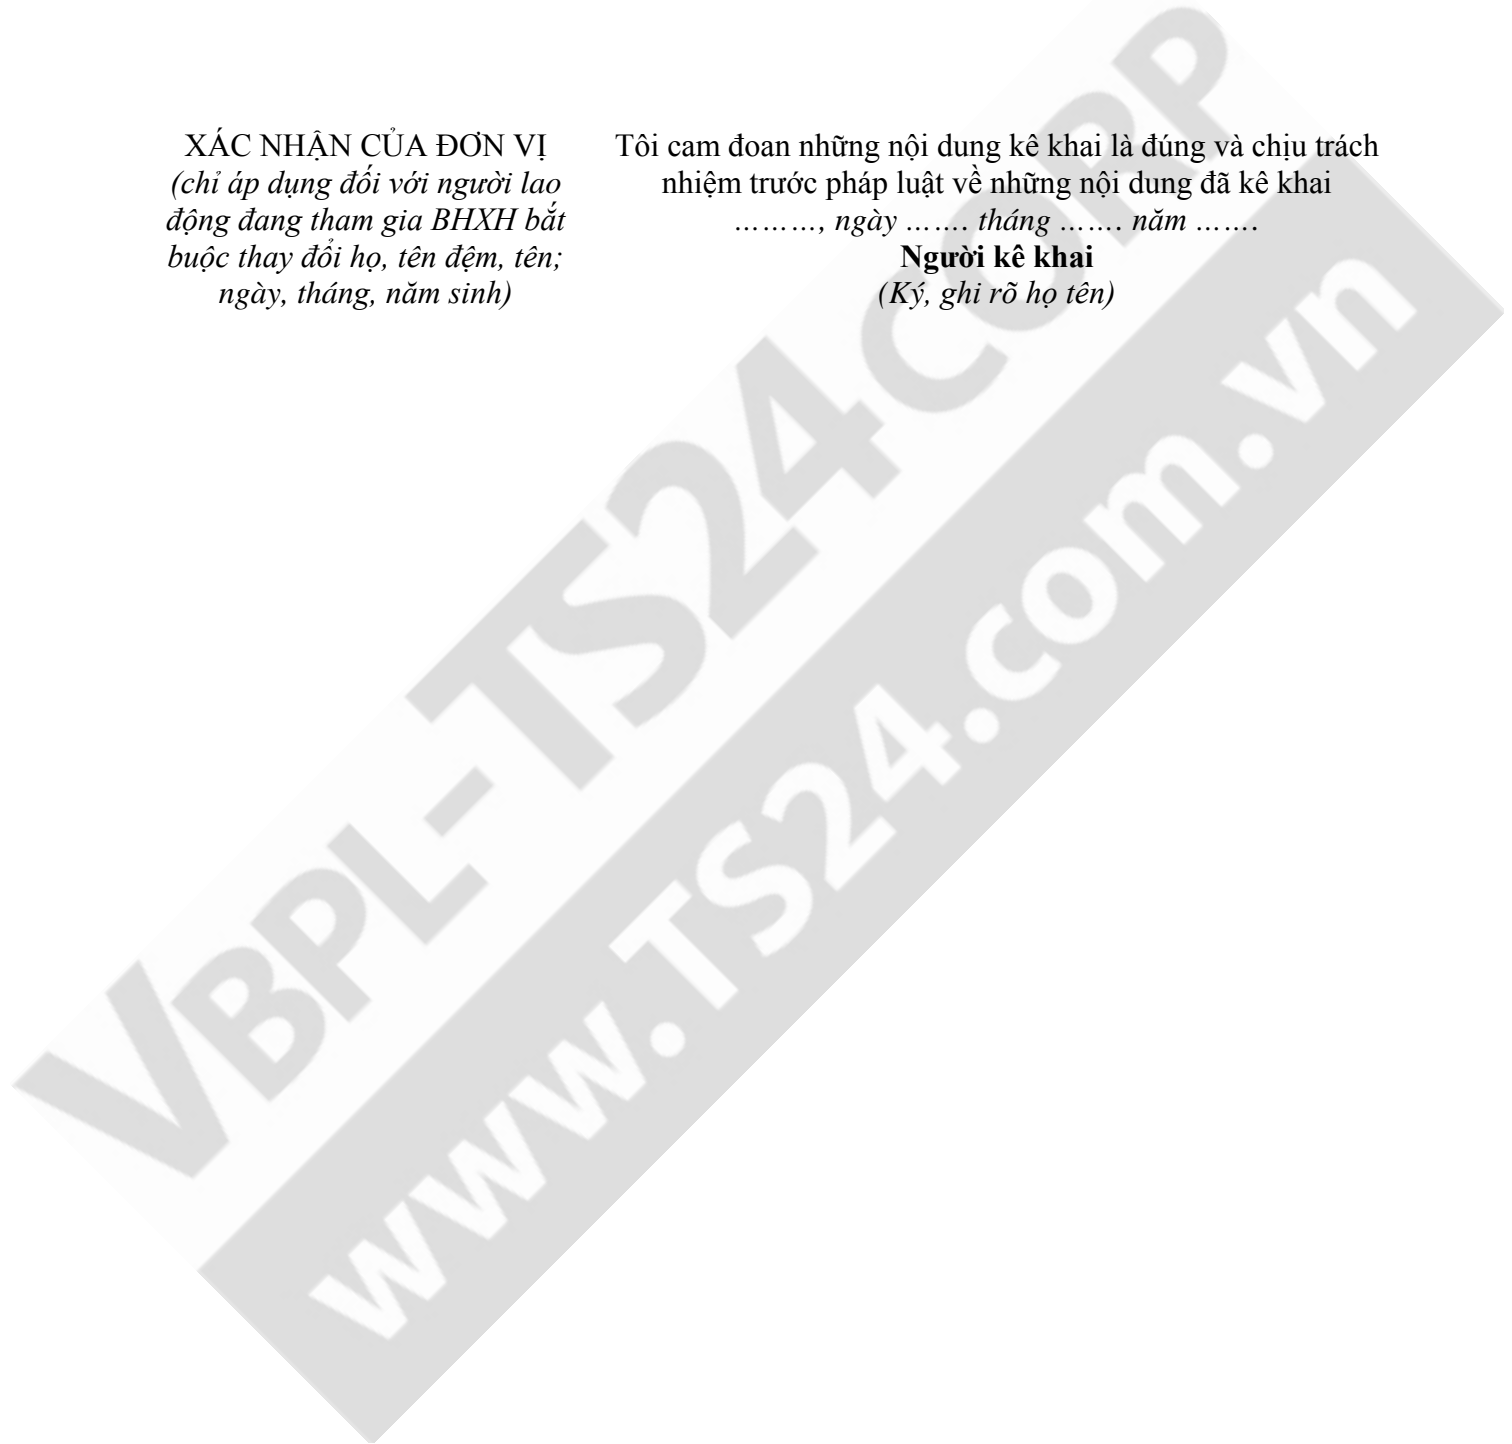 XÁC NHẬN CỦA ĐƠN VỊ
(chỉ áp dụng đối với người lao
động đang tham gia BHXH bắt
buộc thay đổi họ, tên đệm, tên;
ngày, tháng, năm sinh)
Tôi cam đoan những nội dung kê khai là đúng và chịu trách
nhiệm trước pháp luật về những nội dung đã kê khai
………, ngày ……. tháng ……. năm …….
Người kê khai
(Ký, ghi rõ họ tên)
VBPL-TS24CORP
www.TS24.com.vn